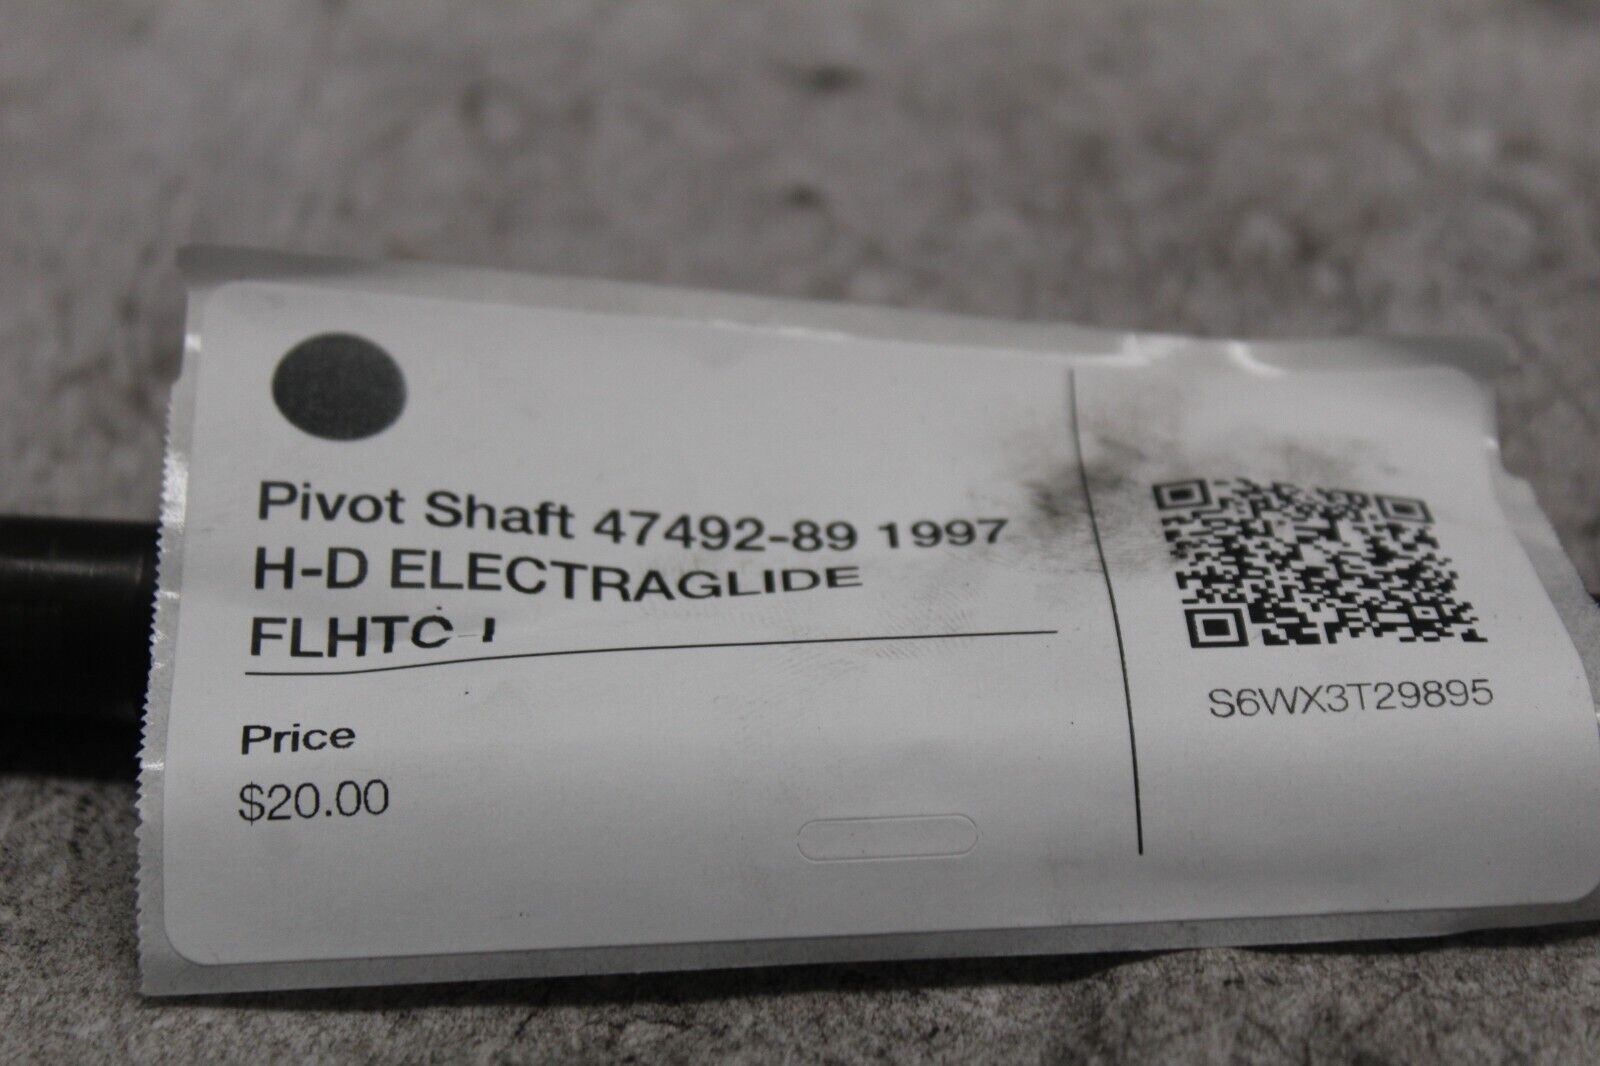 Pivot Shaft 47492-89 1997
H-D ELECTRAGLIDE
FLHTC-I
Price
$20.00
S6WX3T29895